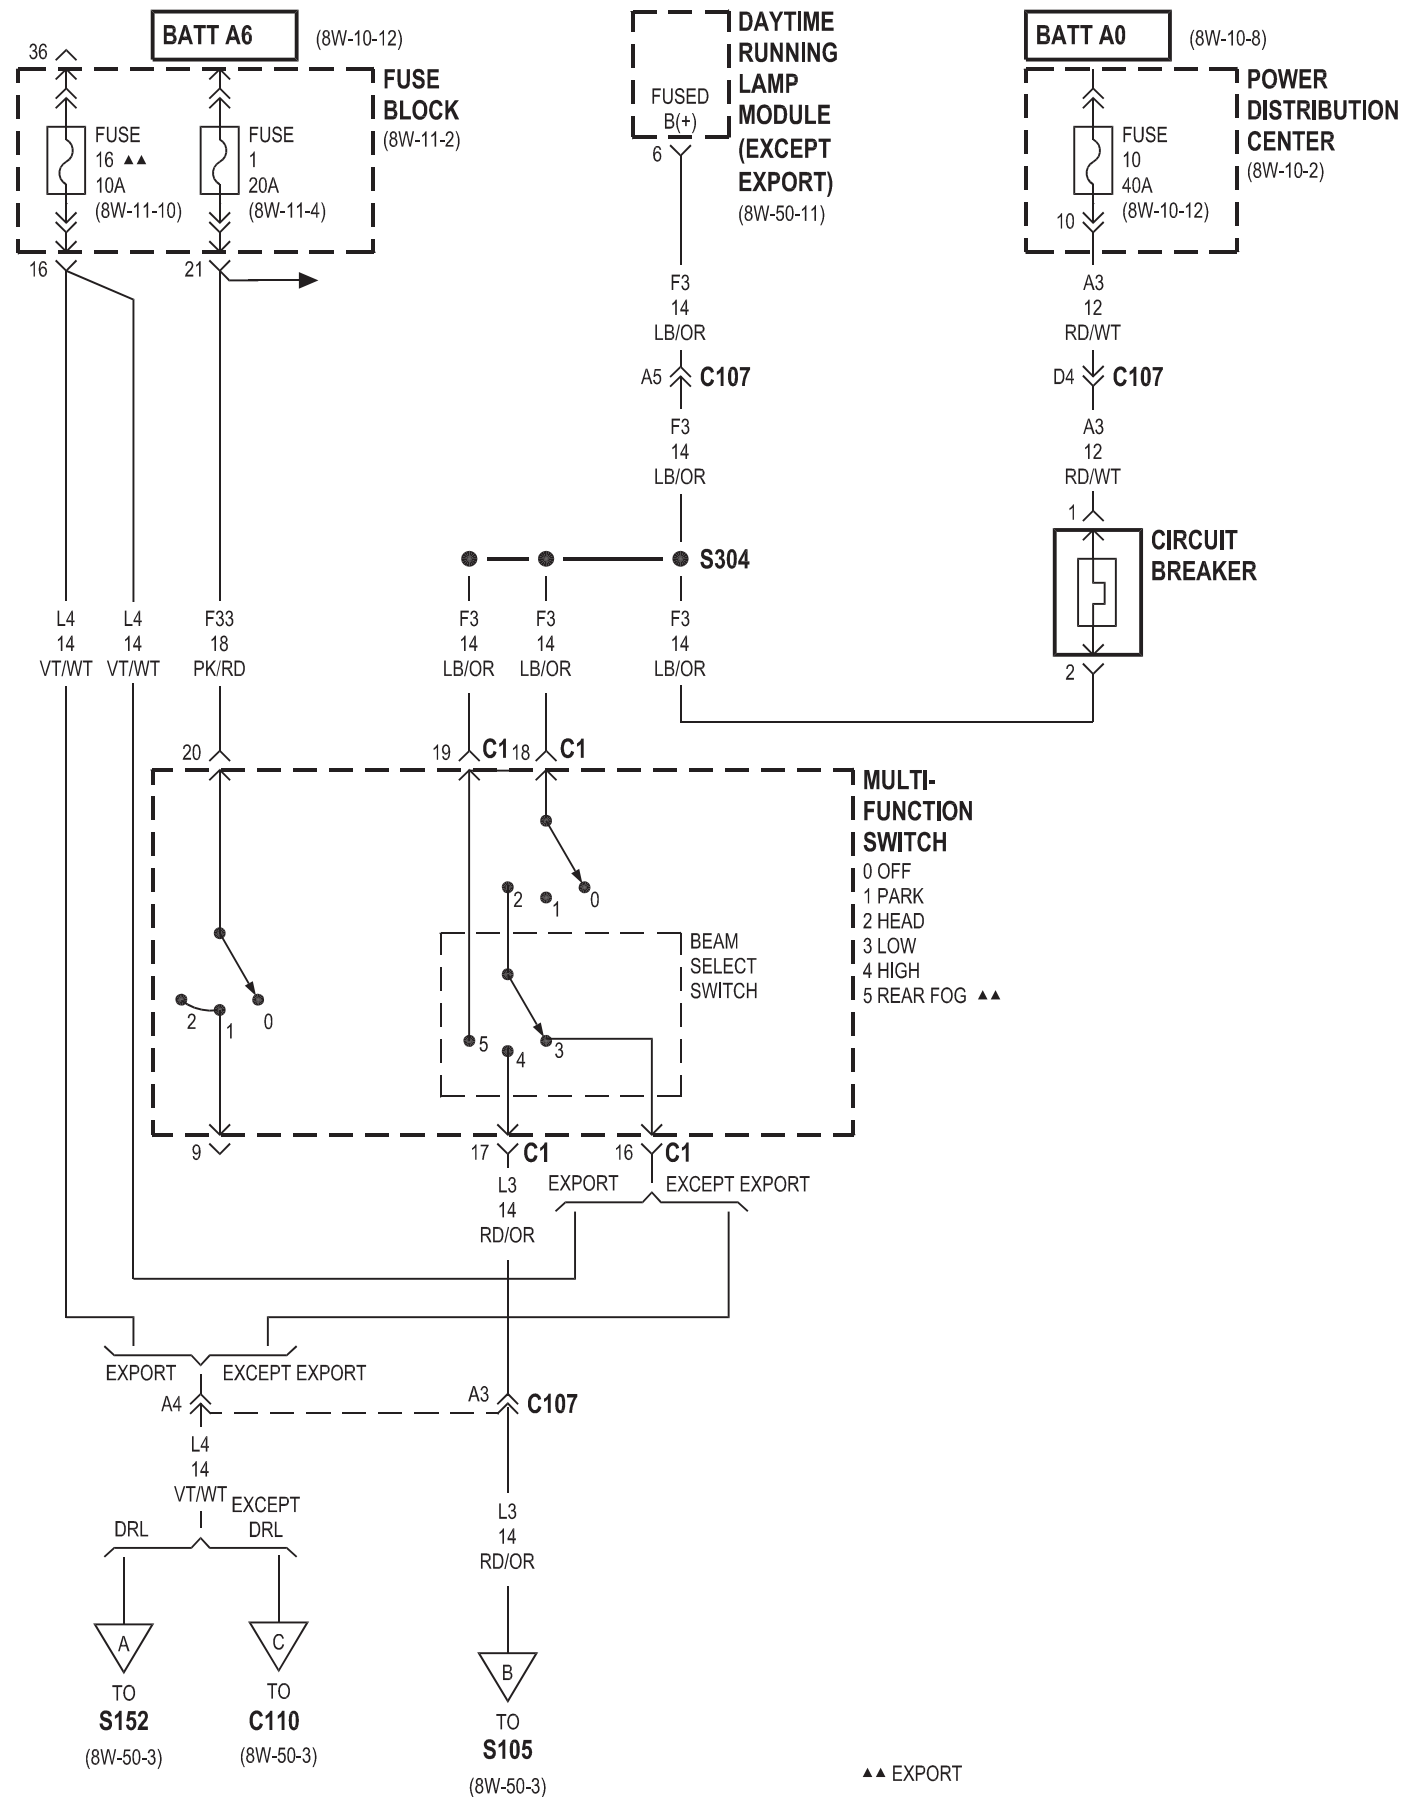 BATT A6
(8W-10-12)
36
FUSE
BLOCK
(8W-11-2)
FUSE
16 ▲▲
10A
(8W-11-10)
FUSE
1
20A
(8W-11-4)
16
21
DAYTIME
RUNNING
LAMP
MODULE
(EXCEPT
EXPORT)
(8W-50-11)
FUSED
B(+)
6
BATT A0
(8W-10-8)
POWER
DISTRIBUTION
CENTER
(8W-10-2)
FUSE
10
40A
(8W-10-12)
10
F3
14
LB/OR
A5
C107
F3
14
LB/OR
A3
12
RD/WT
D4
C107
A3
12
RD/WT
1
CIRCUIT
BREAKER
2
S304
L4
14
VT/WT
L4
14
VT/WT
F33
18
PK/RD
F3
14
LB/OR
F3
14
LB/OR
F3
14
LB/OR
20
19
C1
18
C1
MULTI-
FUNCTION
SWITCH
0 OFF
1 PARK
2 HEAD
3 LOW
4 HIGH
5 REAR FOG ▲▲
2
1
0
2
1
0
BEAM
SELECT
SWITCH
5
4
3
9
17
C1
16
C1
L3
14
RD/OR
EXPORT
EXCEPT EXPORT
EXPORT
EXCEPT EXPORT
A4
A3
C107
L4
14
VT/WT
DRL
EXCEPT
DRL
L3
14
RD/OR
A
TO
S152
(8W-50-3)
C
TO
C110
(8W-50-3)
B
TO
S105
(8W-50-3)
▲▲ EXPORT